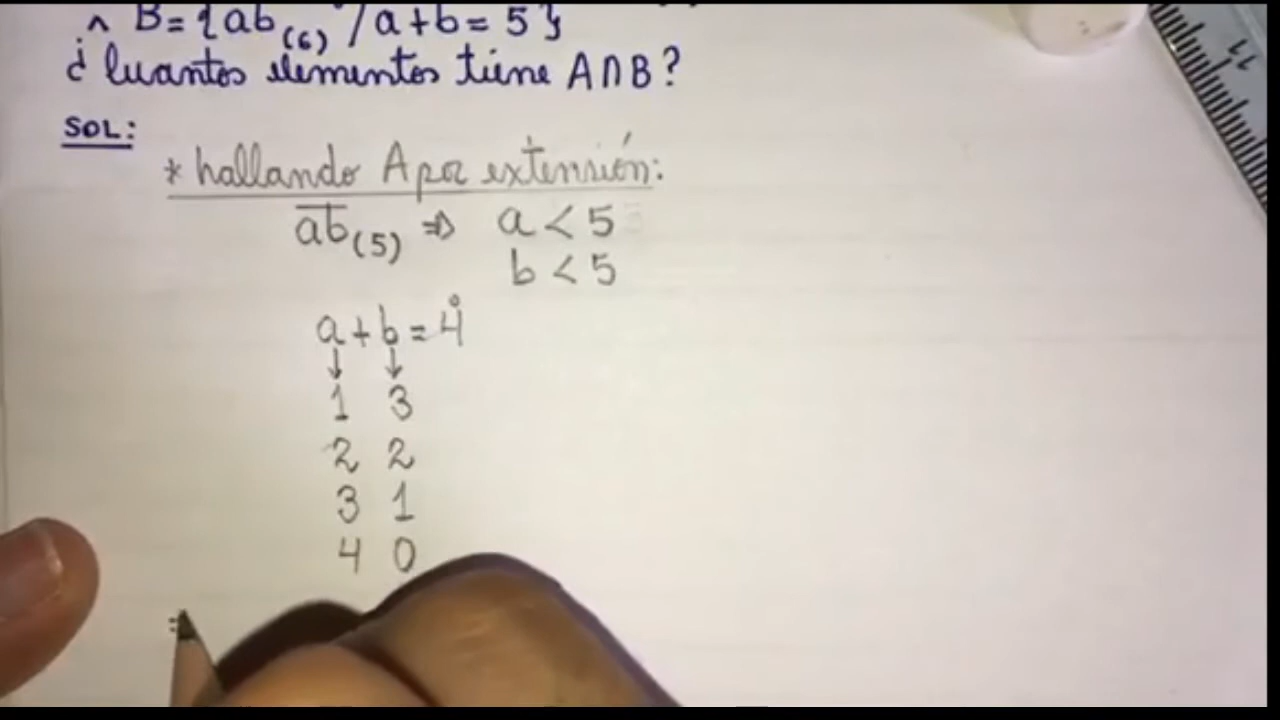 ∧ B = {ab₍₆₎ / a+b = 5}
¿Cuantos elementos tiene A∩B?
SOL:
* hallando A por extensión:
a̅b̅₍₅₎ ⇒ a < 5
b < 5
a + b = 4̊
↓ ↓
1 3
2 2
3 1
4 0
11